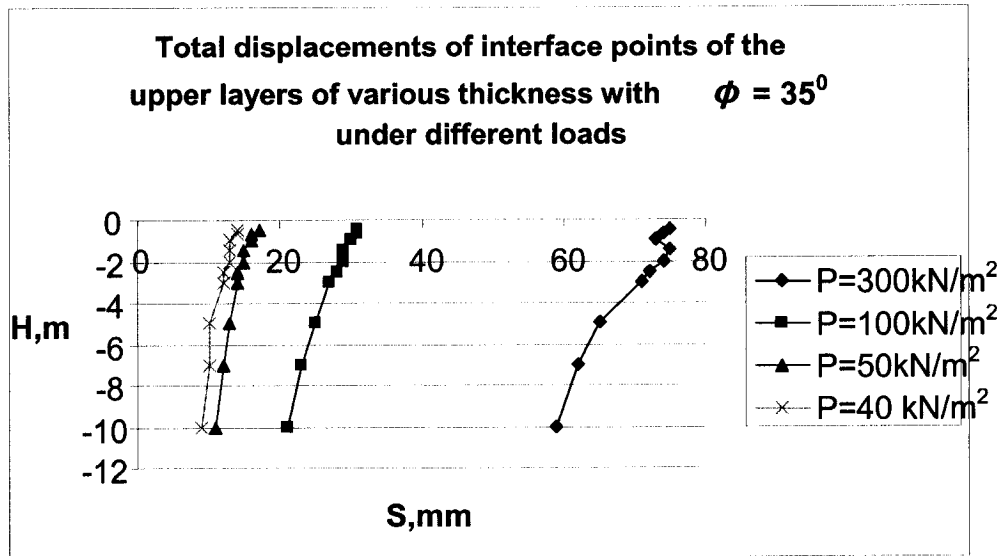 Total displacements of interface points of the
upper layers of various thickness with ϕ = 35⁰
under different loads
0
-2
-4
-6
-8
-10
-12
0 20 40 60 80
H,m
S,mm
P=300kN/m²
P=100kN/m²
P=50kN/m²
P=40 kN/m²